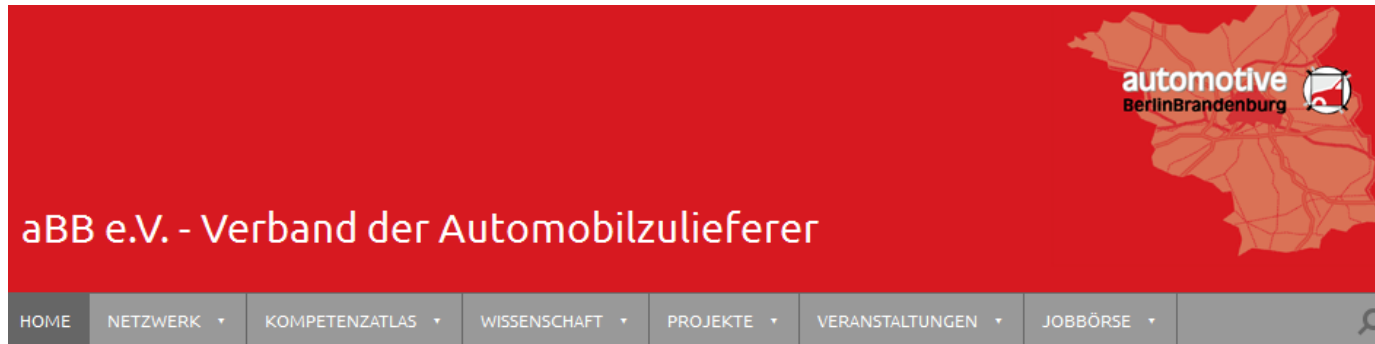 automotive
BerlinBrandenburg
aBB e.V. - Verband der Automobilzulieferer
HOME NETZWERK KOMPETENZATLAS WISSENSCHAFT PROJEKTE VERANSTALTUNGEN JOBBÖRSE